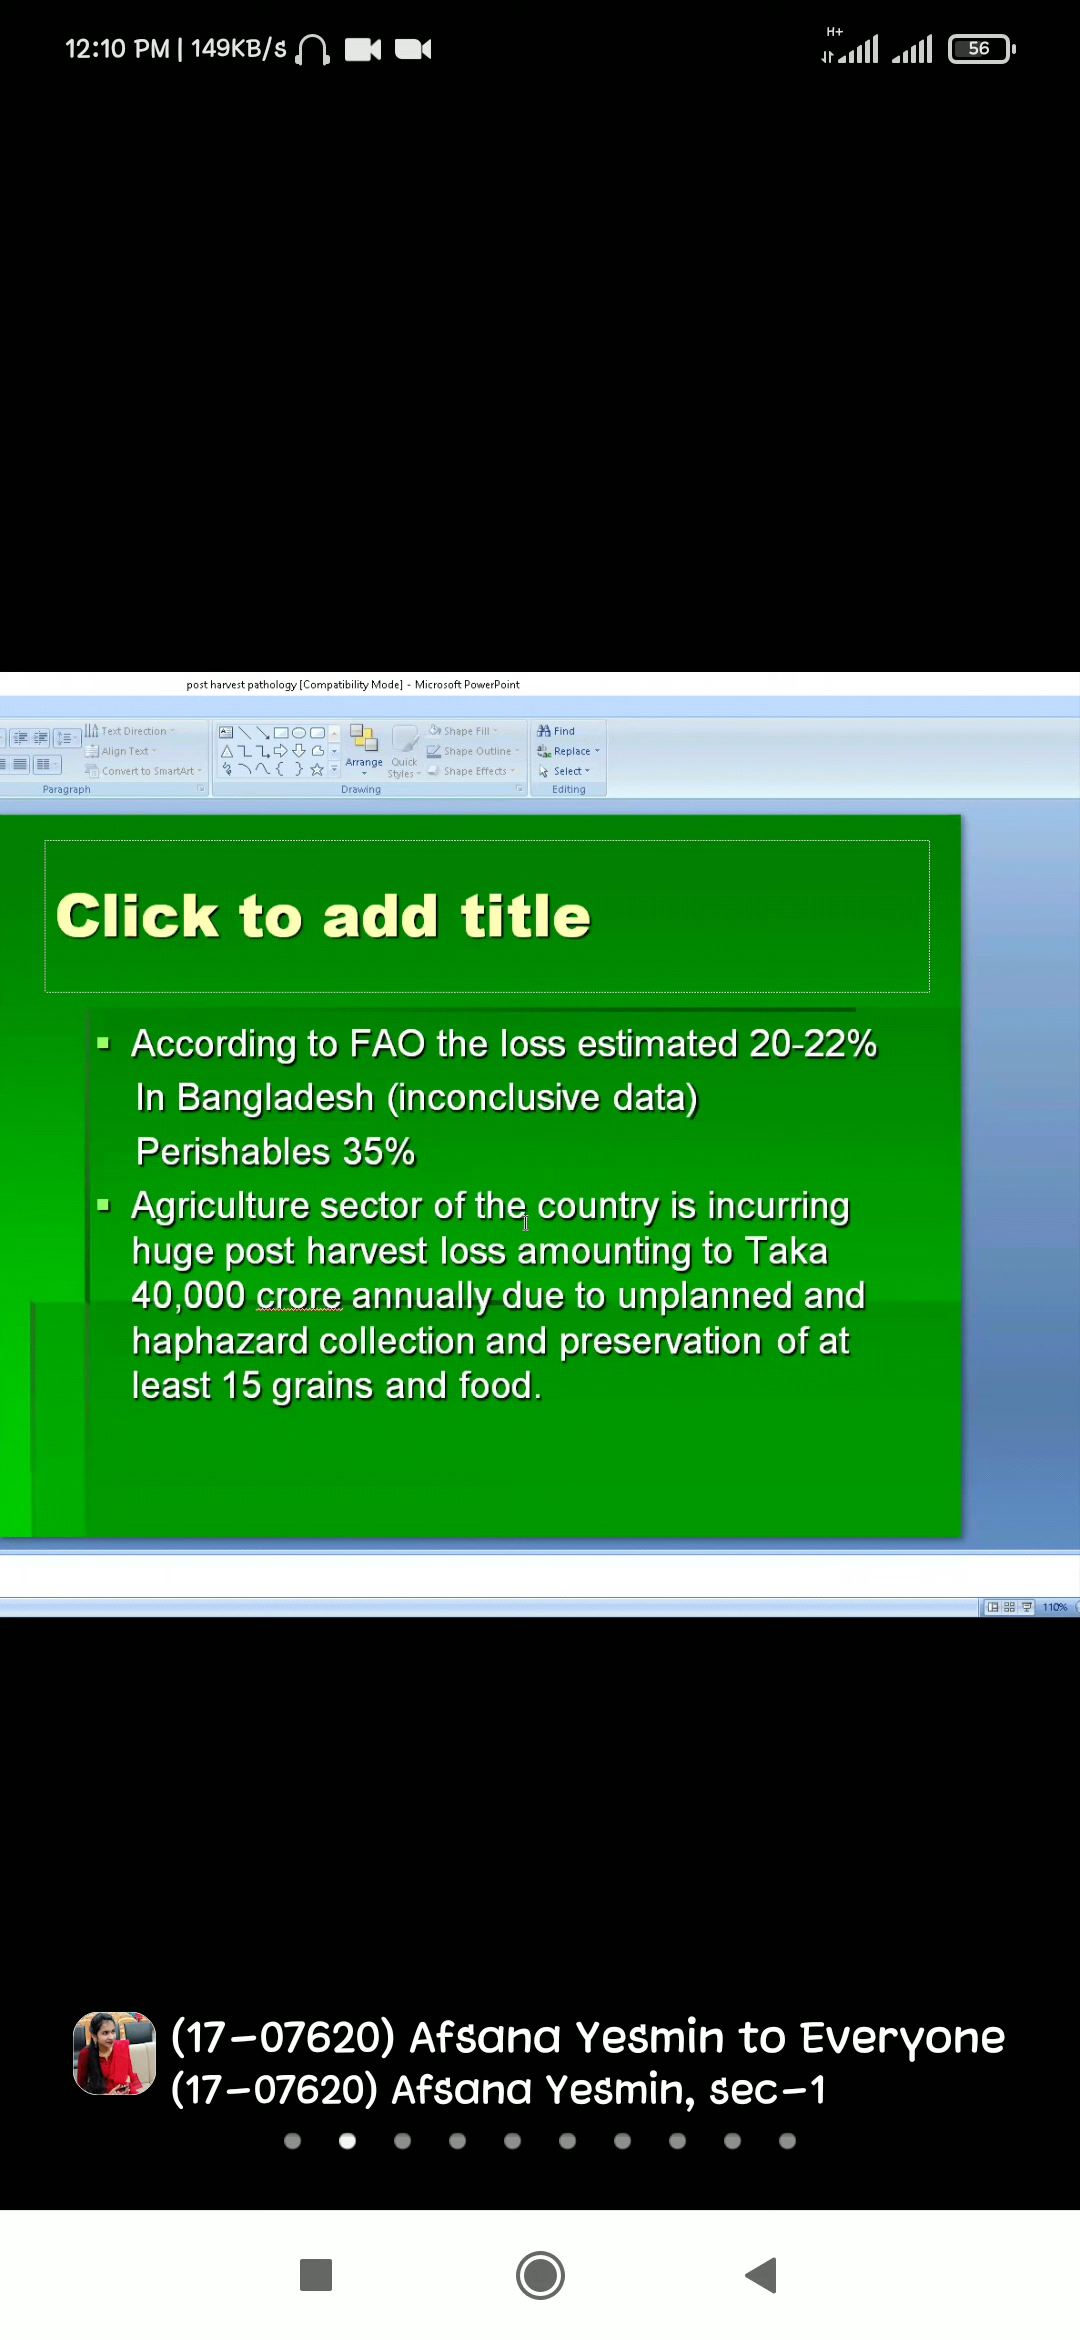 12:10 PM | 149KB/s
H+
56
post harvest pathology [Compatibility Mode] - Microsoft PowerPoint
Text Direction
Align Text
Convert to SmartArt
Paragraph
Arrange
Quick
Styles
Shape Fill
Shape Outline
Shape Effects
Drawing
Find
Replace
Select
Editing
Click to add title
According to FAO the loss estimated 20-22%
In Bangladesh (inconclusive data)
Perishables 35%
Agriculture sector of the country is incurring
huge post harvest loss amounting to Taka
40,000 crore annually due to unplanned and
haphazard collection and preservation of at
least 15 grains and food.
110%
(17-07620) Afsana Yesmin to Everyone
(17-07620) Afsana Yesmin, sec-1